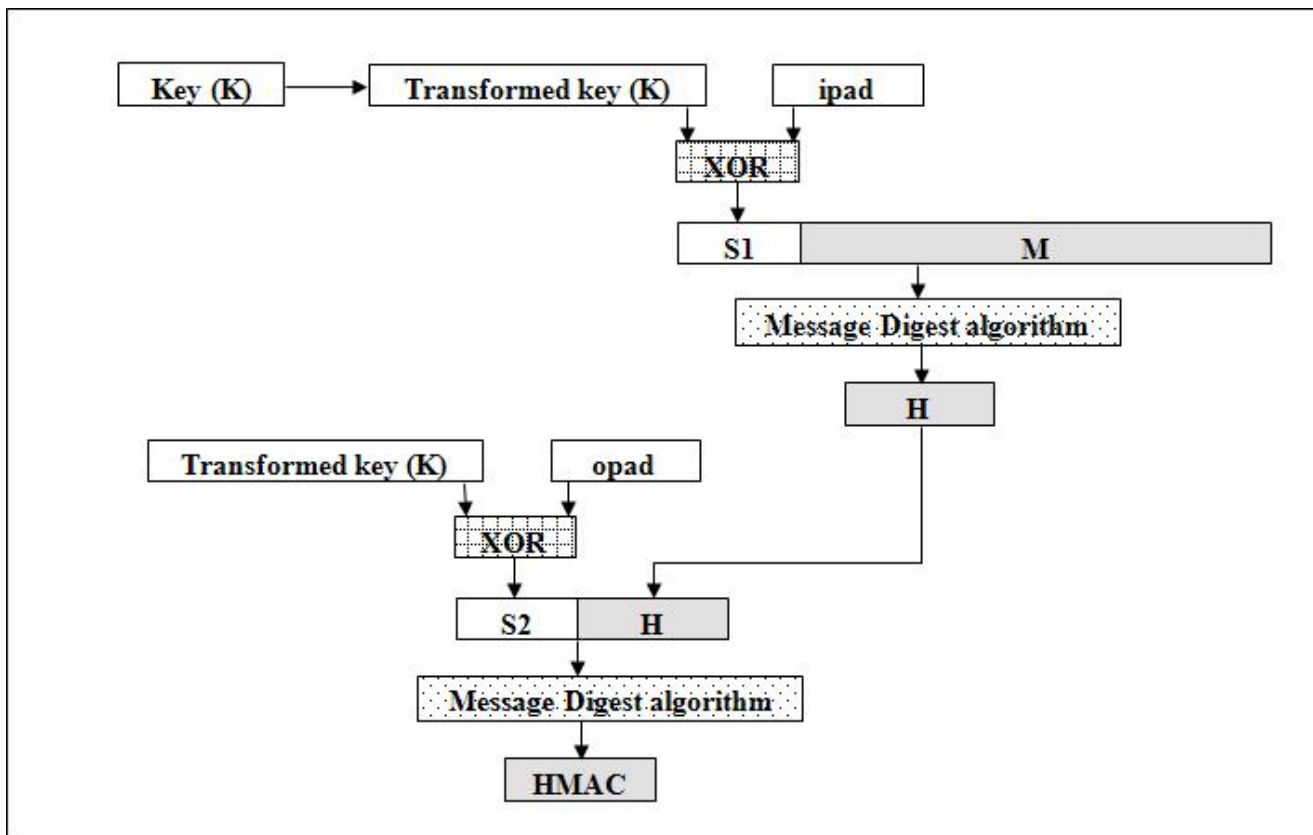 Key (K)
Transformed key (K)
ipad
XOR
S1
M
Message Digest algorithm
H
Transformed key (K)
opad
XOR
S2
H
Message Digest algorithm
HMAC